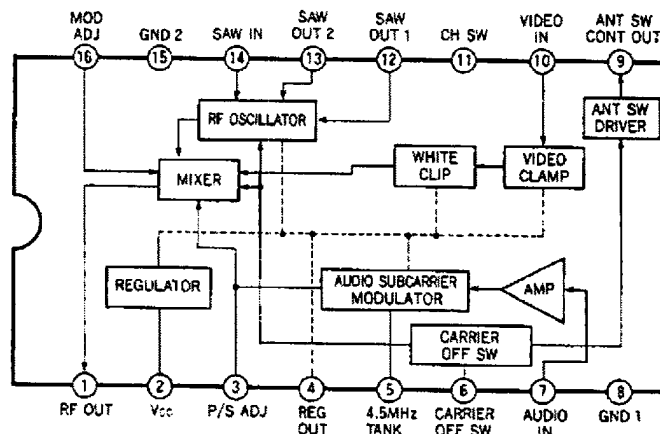 MOD
ADJ
GND 2
SAW IN
SAW
OUT 2
SAW
OUT 1
CH SW
VIDEO
IN
ANT SW
CONT OUT
16
15
14
13
12
11
10
9
RF OSCILLATOR
ANT SW
DRIVER
MIXER
WHITE
CLIP
VIDEO
CLAMP
REGULATOR
AUDIO SUBCARRIER
MODULATOR
AMP
CARRIER
OFF SW
1
2
3
4
5
6
7
8
RF OUT
Vcc
P/S ADJ
REG
OUT
4.5MHz
TANK
CARRIER
OFF SW
AUDIO
IN
GND 1